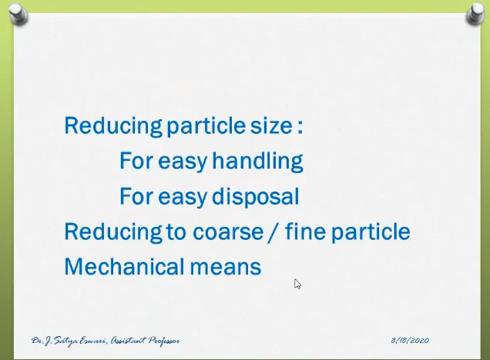 Reducing particle size :
For easy handling
For easy disposal
Reducing to coarse / fine particle
Mechanical means
Dr. J. Satya Eswari, Assistant Professor
8/18/2020